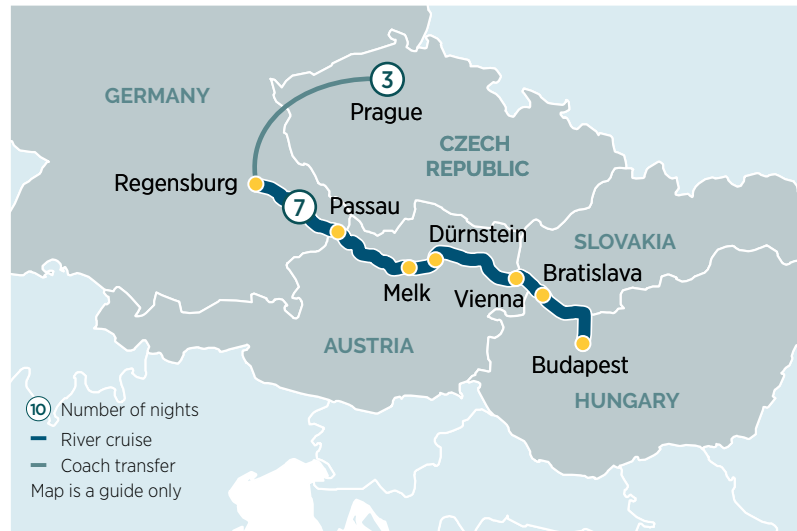 GERMANY
3
Prague
CZECH
REPUBLIC
Regensburg
7
Passau
Dürnstein
SLOVAKIA
Bratislava
Melk
Vienna
AUSTRIA
Budapest
HUNGARY
10 Number of nights
River cruise
Coach transfer
Map is a guide only